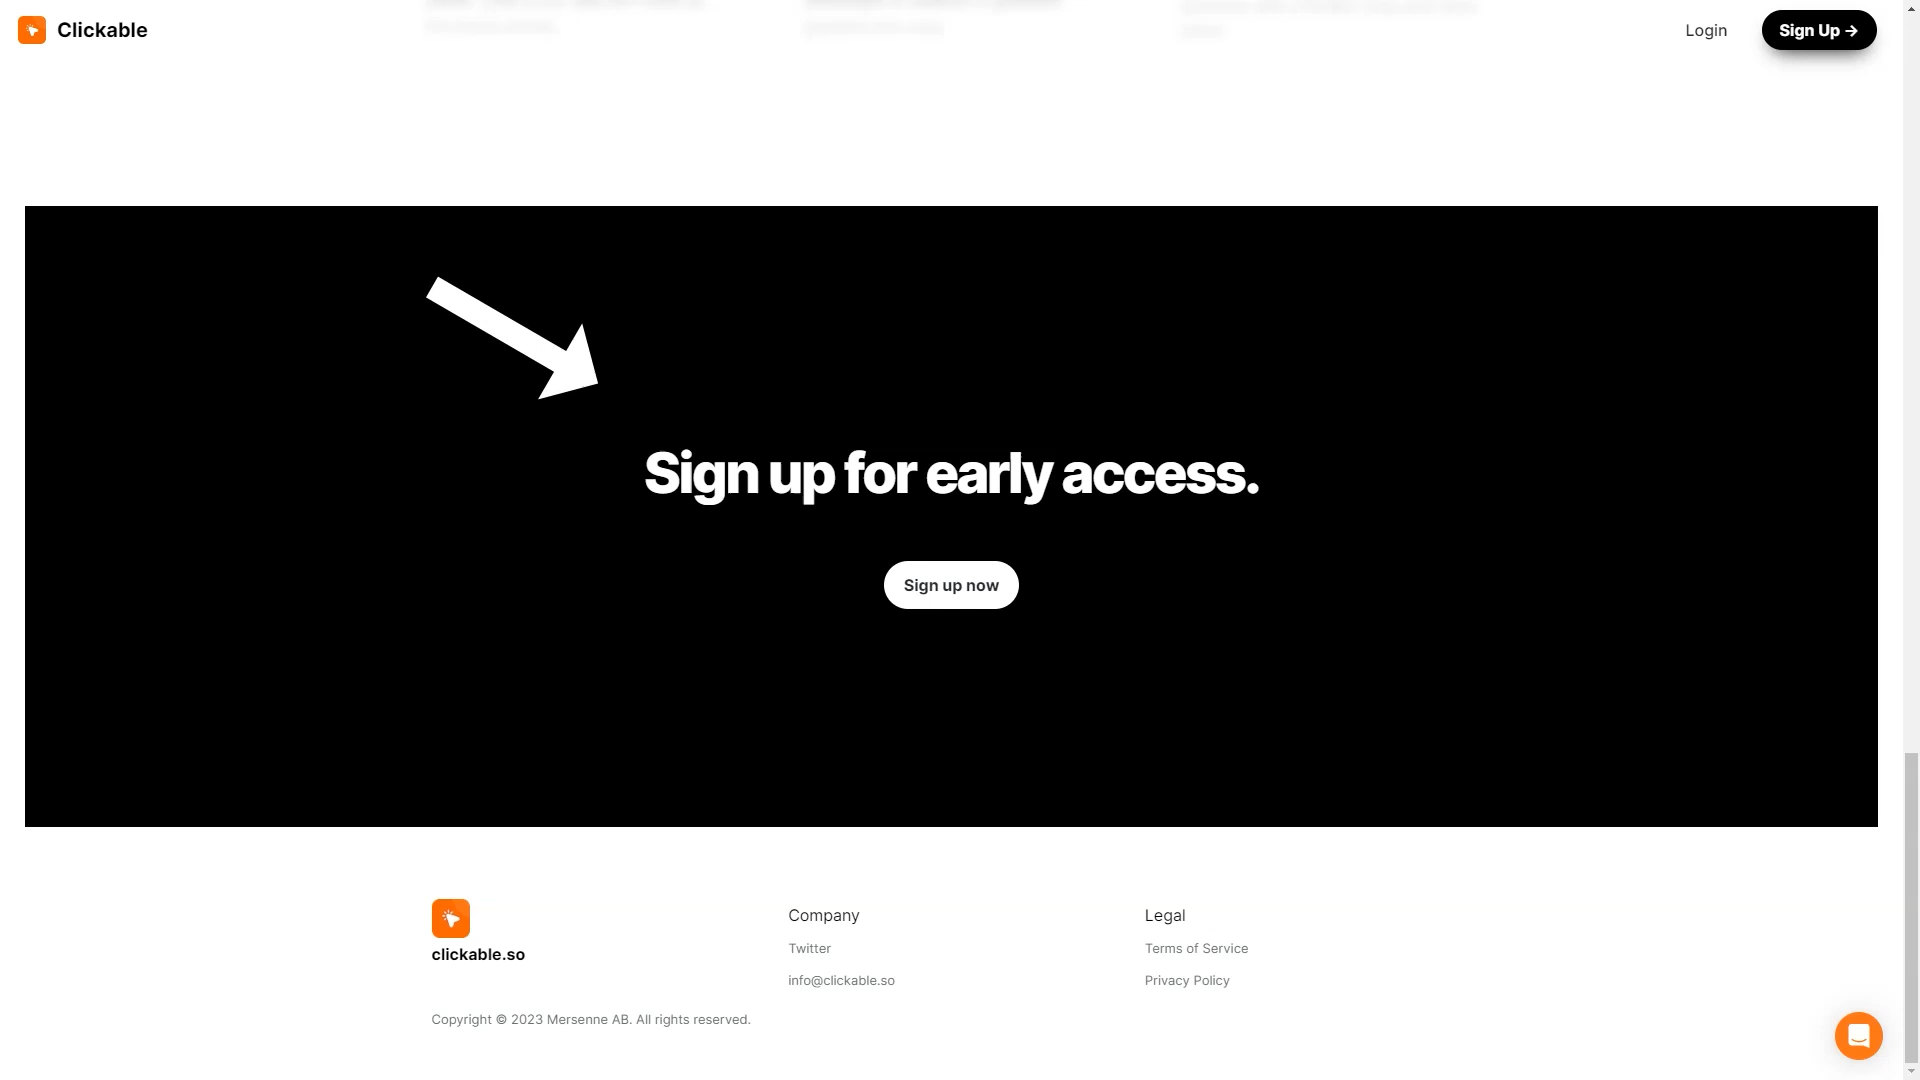 Clickable
Login
Sign Up →
Sign up for early access.
Sign up now
clickable.so
Company
Twitter
info@clickable.so
Legal
Terms of Service
Privacy Policy
Copyright © 2023 Mersenne AB. All rights reserved.